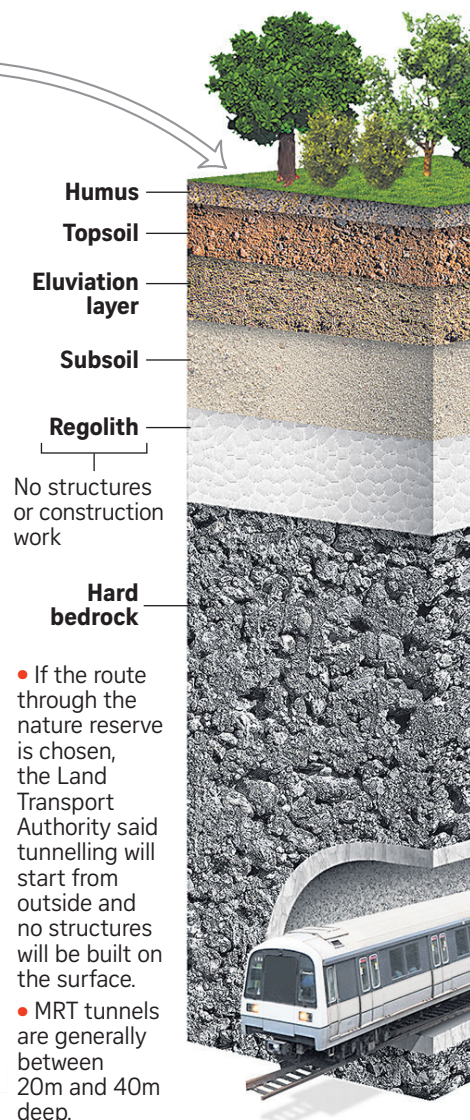 Humus
Topsoil
Eluviation
layer
Subsoil
Regolith
No structures
or construction
work
Hard
bedrock
• If the route
through the
nature reserve
is chosen,
the Land
Transport
Authority said
tunnelling will
start from
outside and
no structures
will be built on
the surface.
• MRT tunnels
are generally
between
20m and 40m
deep.